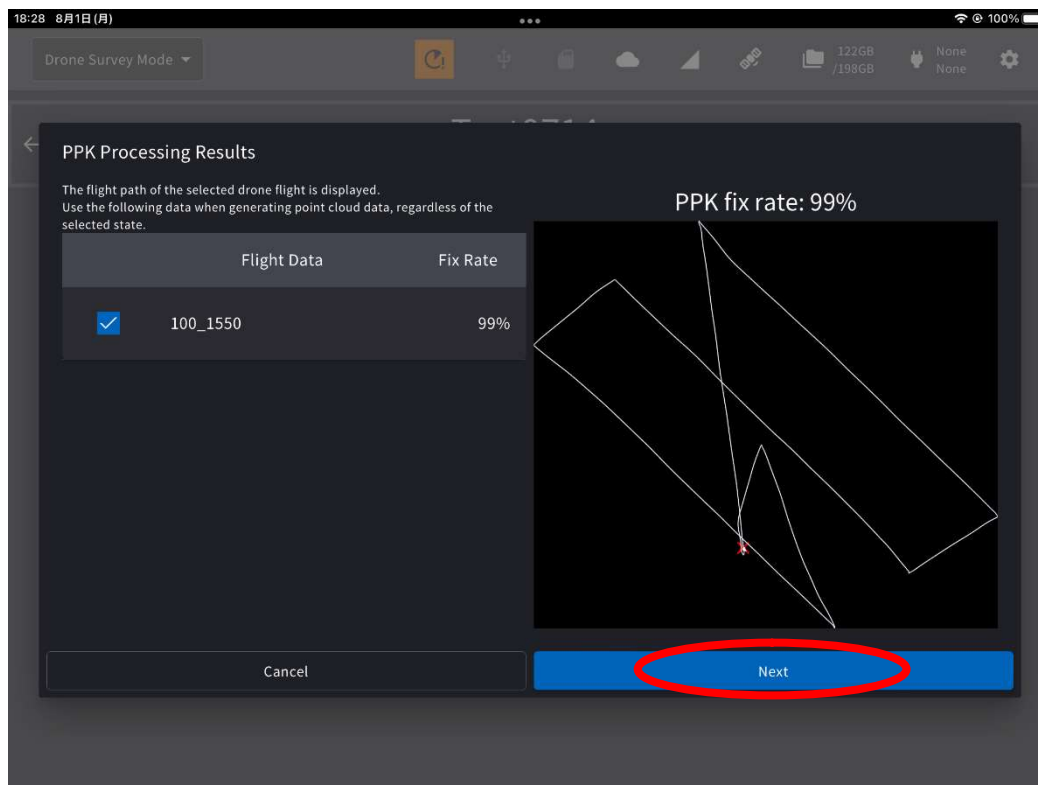 18:28 8月1日(月)
100%
Drone Survey Mode
122GB
/198GB
None
None
PPK Processing Results
The flight path of the selected drone flight is displayed.
Use the following data when generating point cloud data, regardless of the
selected state.
Flight Data Fix Rate
100_1550 99%
PPK fix rate: 99%
Cancel
Next